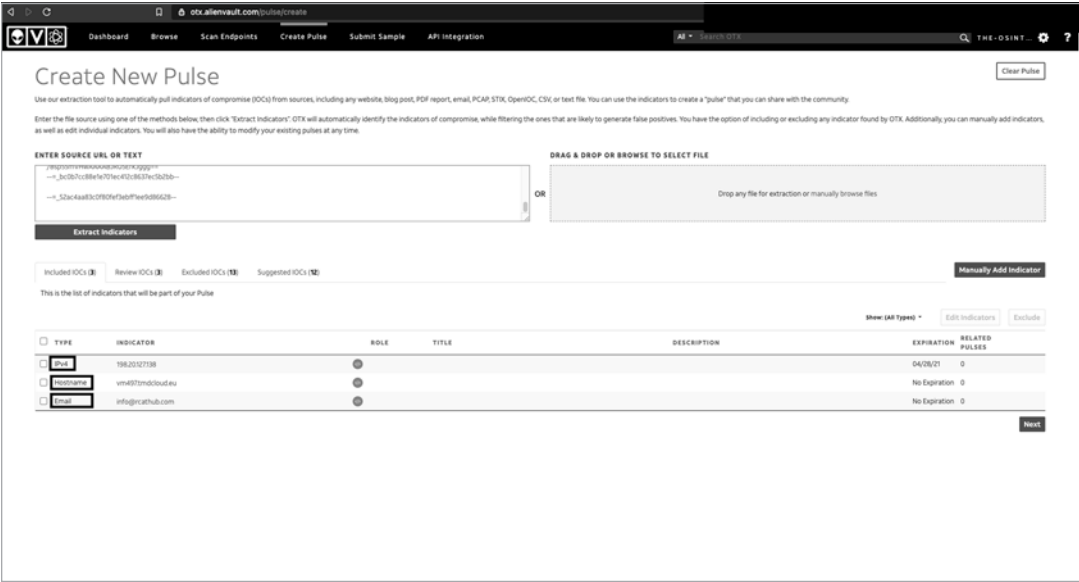 otx.alienvault.com/pulse/create
OV
Dashboard Browse Scan Endpoints Create Pulse Submit Sample API Integration All Search OTX THE-OSINT... ?
Create New Pulse
Clear Pulse
Use our extraction tool to automatically pull indicators of compromise (IOCs) from sources, including any website, blog post, PDF report, email, PCAP, STIX, OpenIOC, CSV, or text file. You can use the indicators to create a "pulse" that you can share with the community.
Enter the file source using one of the methods below, then click "Extract Indicators". OTX will automatically identify the indicators of compromise, while filtering the ones that are likely to generate false positives. You have the option of including or excluding any indicator found by OTX. Additionally, you can manually add indicators,
as well as edit individual indicators. You will also have the ability to modify your existing pulses at any time.
ENTER SOURCE URL OR TEXT
DRAG & DROP OR BROWSE TO SELECT FILE
OR
Drop any file for extraction or manually browse files
Extract Indicators
Included IOCs (3) Review IOCs (3) Excluded IOCs (13) Suggested IOCs (12)
Manually Add Indicator
This is the list of indicators that will be part of your Pulse
Show: (All Types) Edit Indicators Exclude
TYPE INDICATOR ROLE TITLE DESCRIPTION EXPIRATION RELATED PULSES
IPv4 198.20.127.138 04/28/21 0
Hostname vm497.tmdcloud.eu No Expiration 0
Email info@rcathub.com No Expiration 0
Next